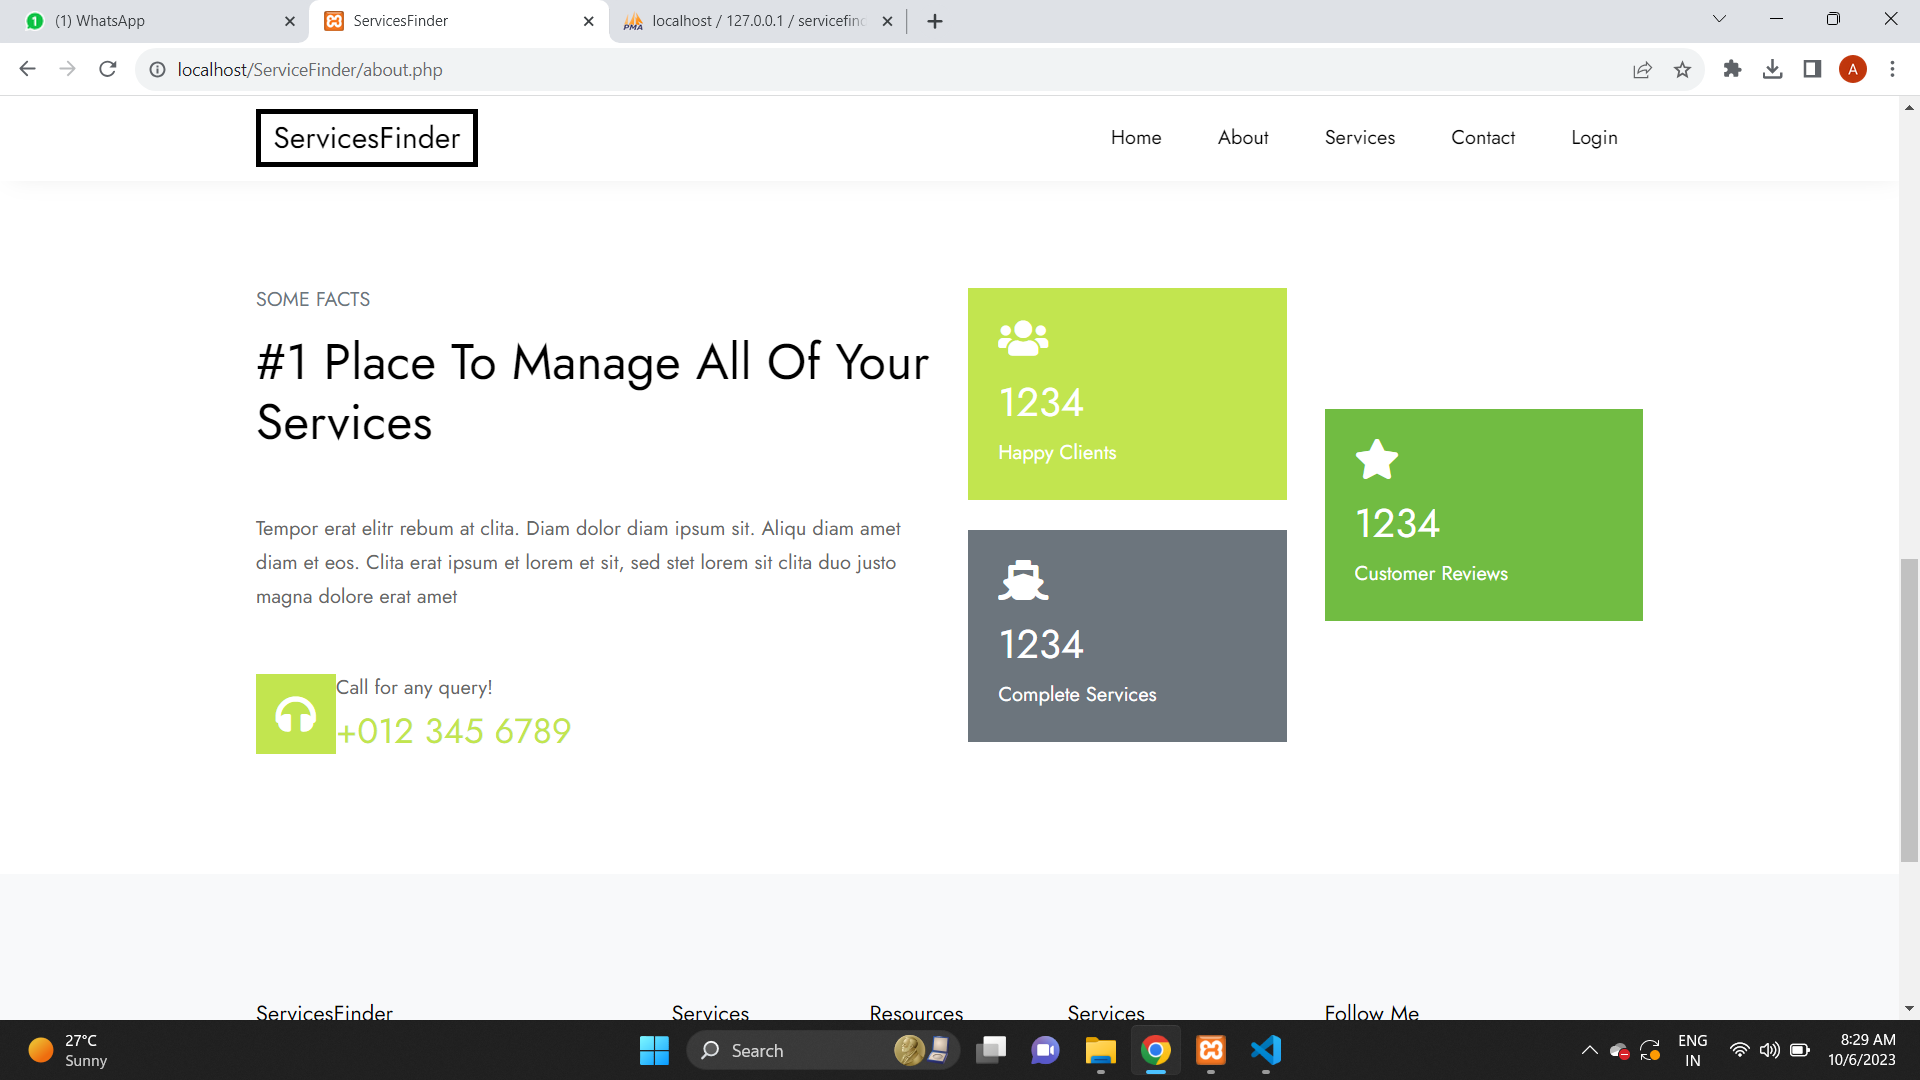 (1) WhatsApp
ServicesFinder
localhost / 127.0.0.1 / servicefin
localhost/ServiceFinder/about.php
A
ServicesFinder
Home
About
Services
Contact
Login
SOME FACTS
#1 Place To Manage All Of Your
Services
Tempor erat elitr rebum at clita. Diam dolor diam ipsum sit. Aliqu diam amet
diam et eos. Clita erat ipsum et lorem et sit, sed stet lorem sit clita duo justo
magna dolore erat amet
Call for any query!
+012 345 6789
1234
Happy Clients
1234
Complete Services
1234
Customer Reviews
ServicesFinder
Services
Resources
Services
Follow Me
27°C
Sunny
Search
ENG
IN
8:29 AM
10/6/2023